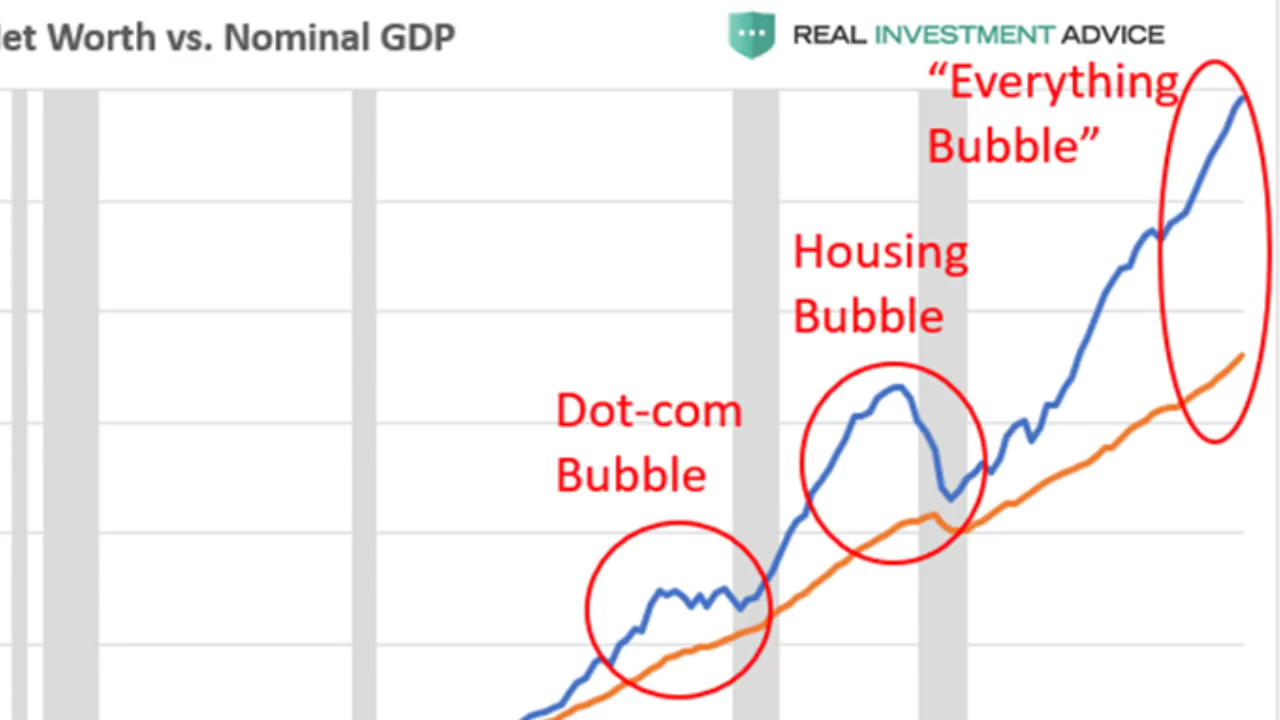 et Worth vs. Nominal GDP
REAL INVESTMENT ADVICE
“Everything
Bubble”
Housing
Bubble
Dot-com
Bubble